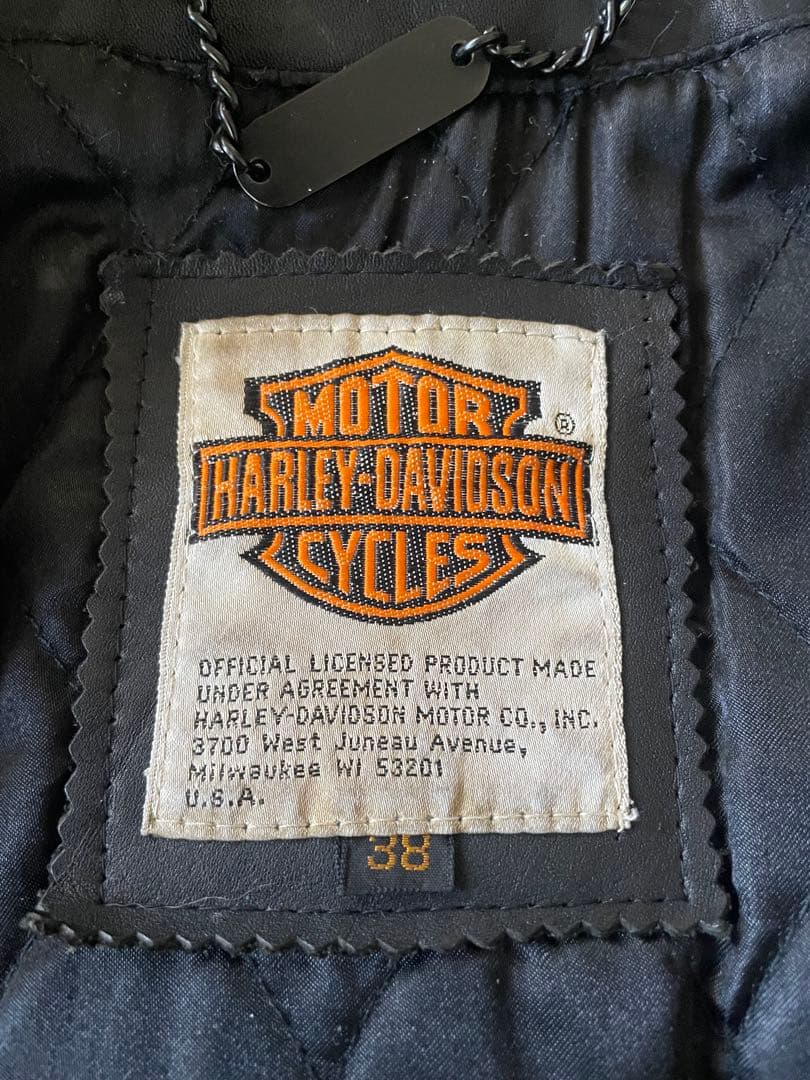 MOTOR
HARLEY-DAVIDSON
CYCLES
®
OFFICIAL LICENSED PRODUCT MADE
UNDER AGREEMENT WITH
HARLEY-DAVIDSON MOTOR CO., INC.
3700 West Juneau Avenue,
Milwaukee WI 53201
U.S.A.
38